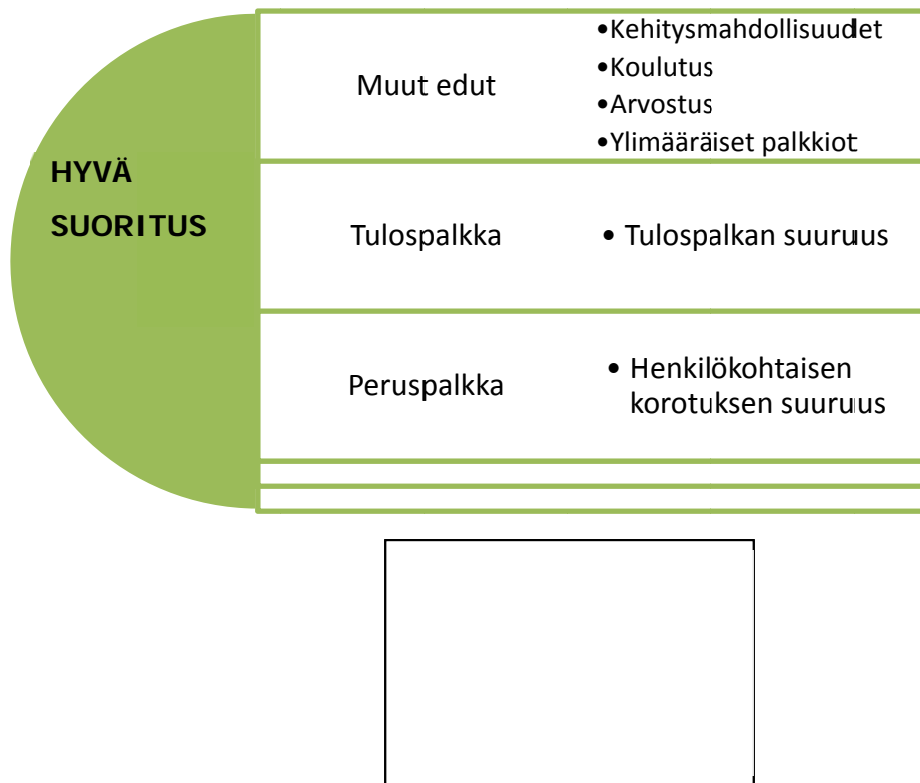 HYVÄ
SUORITUS
Muut edut
•Kehitysmahdollisuudet
•Koulutus
•Arvostus
•Ylimääräiset palkkiot
Tulospalkka
• Tulospalkan suuruus
Peruspalkka
• Henkilökohtaisen
korotuksen suuruus